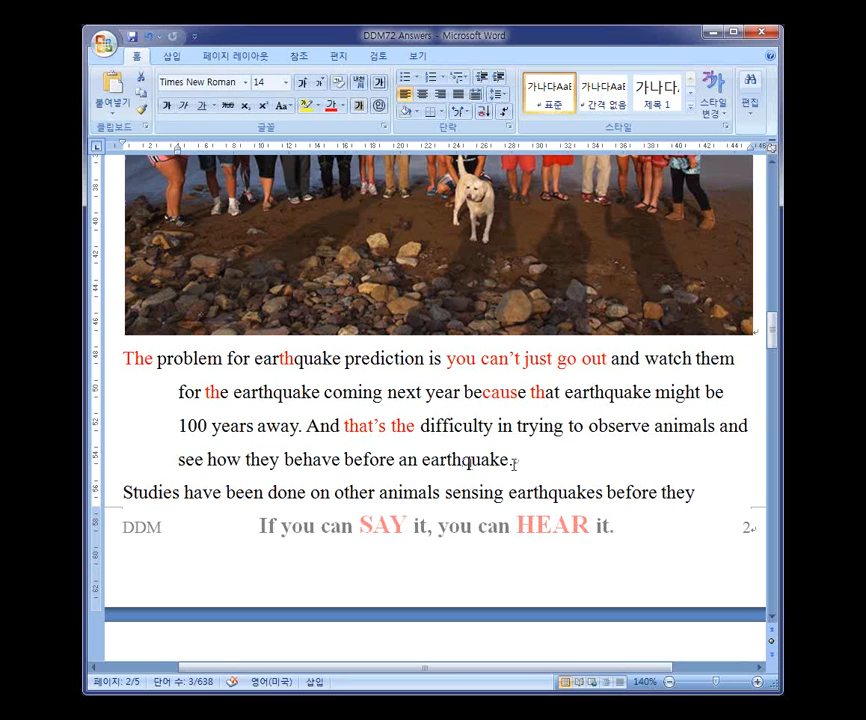 DDM72 Answers - Microsoft Word
홈 삽입 페이지 레이아웃 참조 편지 검토 보기
Times New Roman 14
가나다AaE 가나다AaE 가나다.
붙여넣기 ↲ 표준 ↲ 간격 없음 제목 1 스타일 변경 편집
클립보드 글꼴 단락 스타일
The problem for earthquake prediction is you can't just go out and watch them
for the earthquake coming next year because that earthquake might be
100 years away. And that's the difficulty in trying to observe animals and
see how they behave before an earthquake.
Studies have been done on other animals sensing earthquakes before they
DDM If you can SAY it, you can HEAR it. 2
페이지: 2/5 단어 수: 3/638 영어(미국) 삽입 140%